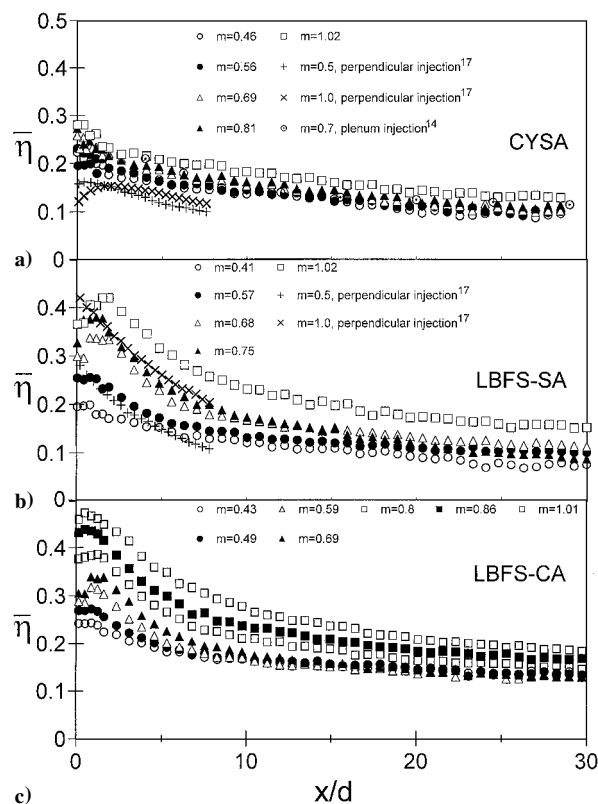 0.5
0.4
0.3
η̅
0.2
0.1
0
○ m=0.46 □ m=1.02
● m=0.56 + m=0.5, perpendicular injection17
△ m=0.69 × m=1.0, perpendicular injection17
▲ m=0.81 ⊙ m=0.7, plenum injection14
CYSA
a)
0.4
0.3
η̅
0.2
0.1
0
○ m=0.41 □ m=1.02
● m=0.57 + m=0.5, perpendicular injection17
△ m=0.68 × m=1.0, perpendicular injection17
▲ m=0.75
LBFS-SA
b)
0.4
0.3
η̅
0.2
0.1
0
○ m=0.43 △ m=0.59 □ m=0.8 ■ m=0.86 □ m=1.01
● m=0.49 ▲ m=0.69
LBFS-CA
0 10 20 30
c) x/d